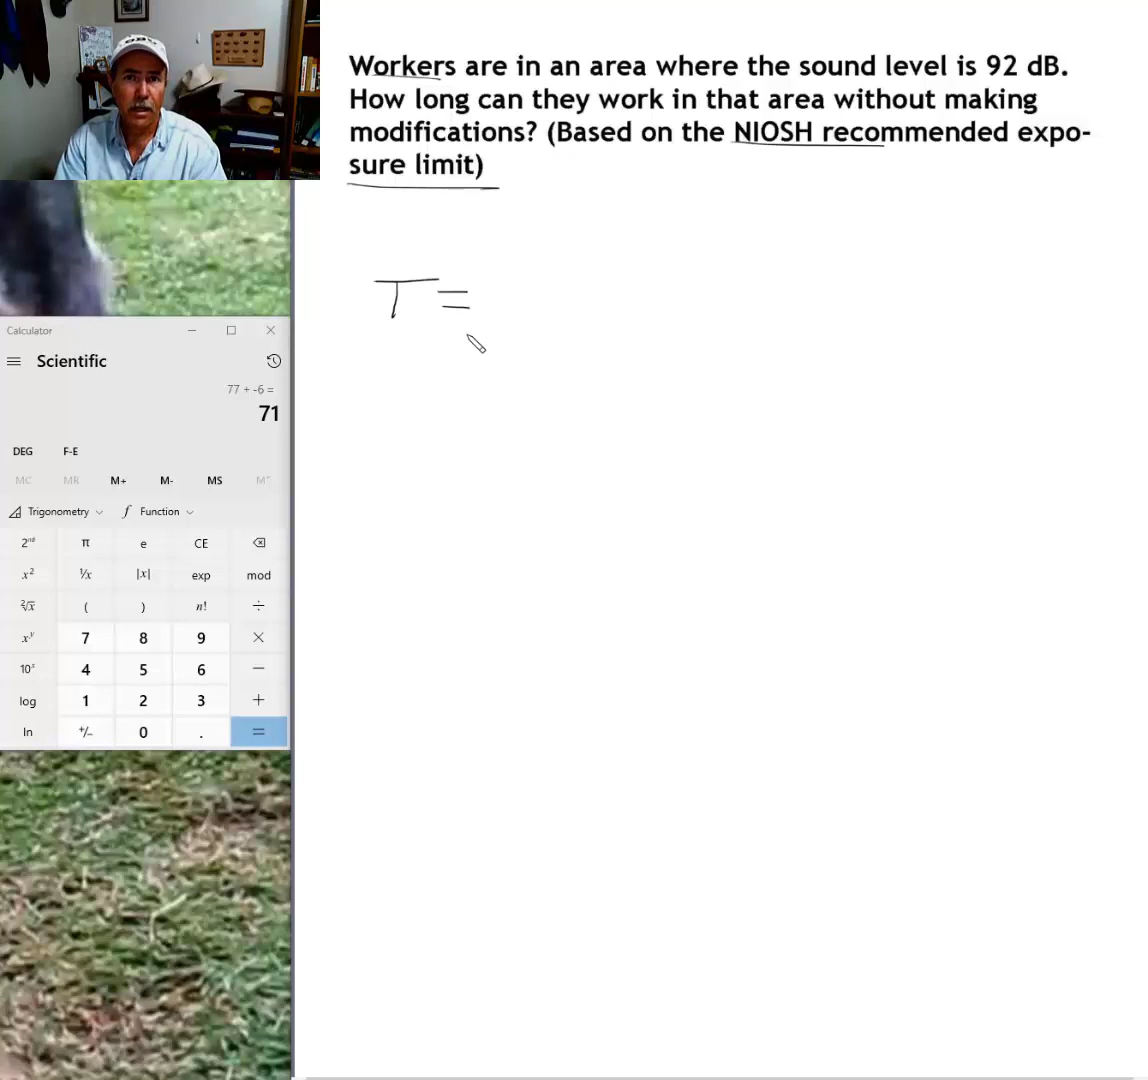 Workers are in an area where the sound level is 92 dB.
How long can they work in that area without making
modifications? (Based on the NIOSH recommended expo-
sure limit)
T=
Calculator
Scientific
77 + -6 =
71
DEG F-E
MC MR M+ M- MS
Trigonometry f Function
2nd π e CE
x² ¹/x |x| exp mod
²√x ( ) n! ÷
xʸ 7 8 9 ×
10ˣ 4 5 6 −
log 1 2 3 +
ln +/− 0 . =